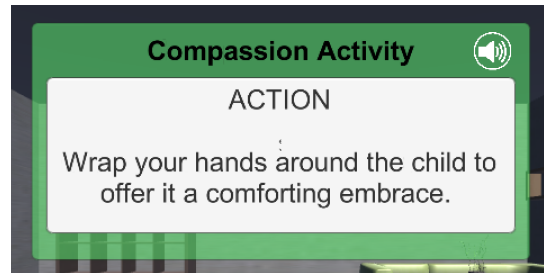 Compassion Activity
ACTION
Wrap your hands around the child to
offer it a comforting embrace.